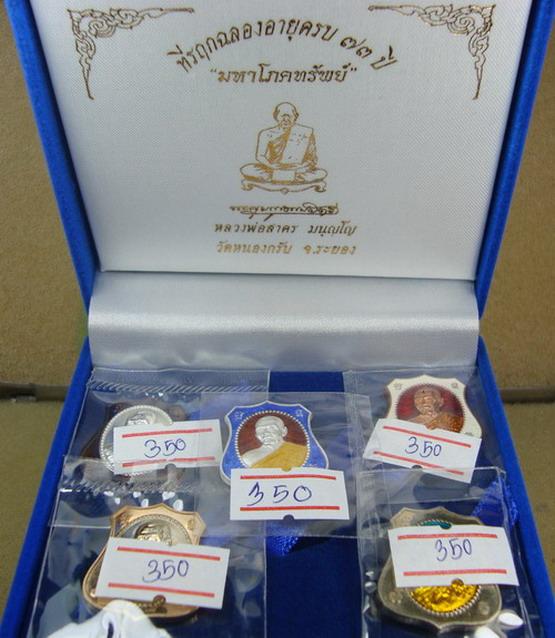 ที่รฤกฉลองอายุครบ ๗๓ ปี
"มหาโภคทรัพย์"
หลวงพ่อสาคร มนุญฺโญ
วัดหนองกรับ จ.ระยอง
350
350
350
350
350